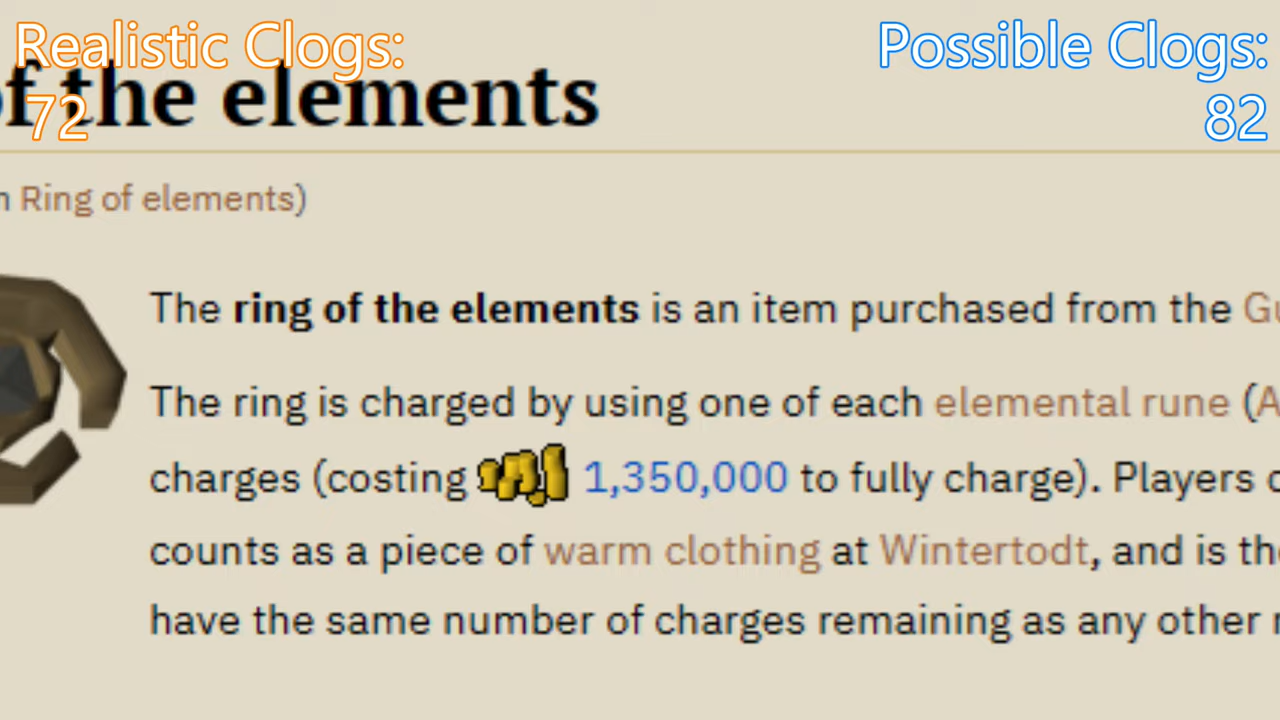 Realistic Clogs:
72
Possible Clogs:
82
of the elements
Ring of elements)
The ring of the elements is an item purchased from the
The ring is charged by using one of each elemental rune (A
charges (costing 1,350,000 to fully charge). Players
counts as a piece of warm clothing at Wintertodt, and is the
have the same number of charges remaining as any other